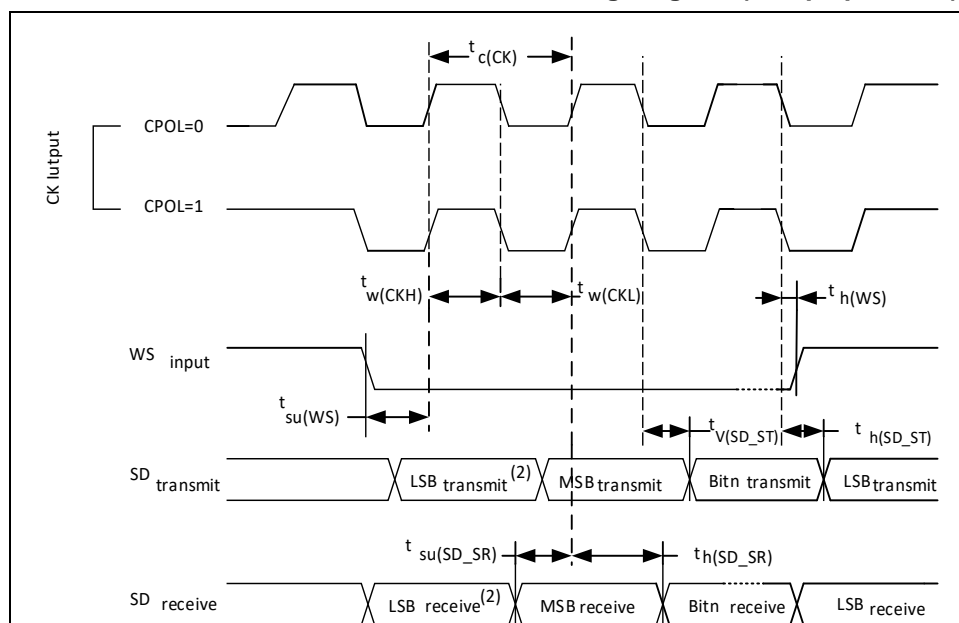 t c(CK)
CK Iutput
CPOL=0
CPOL=1
t w(CKH)
t w(CKL)
t h(WS)
WS input
t su(WS)
t V(SD_ST)
t h(SD_ST)
SD transmit
LSB transmit(2)
MSB transmit
Bitn transmit
LSB transmit
t su(SD_SR)
t h(SD_SR)
SD receive
LSB receive(2)
MSB receive
Bitn receive
LSB receive